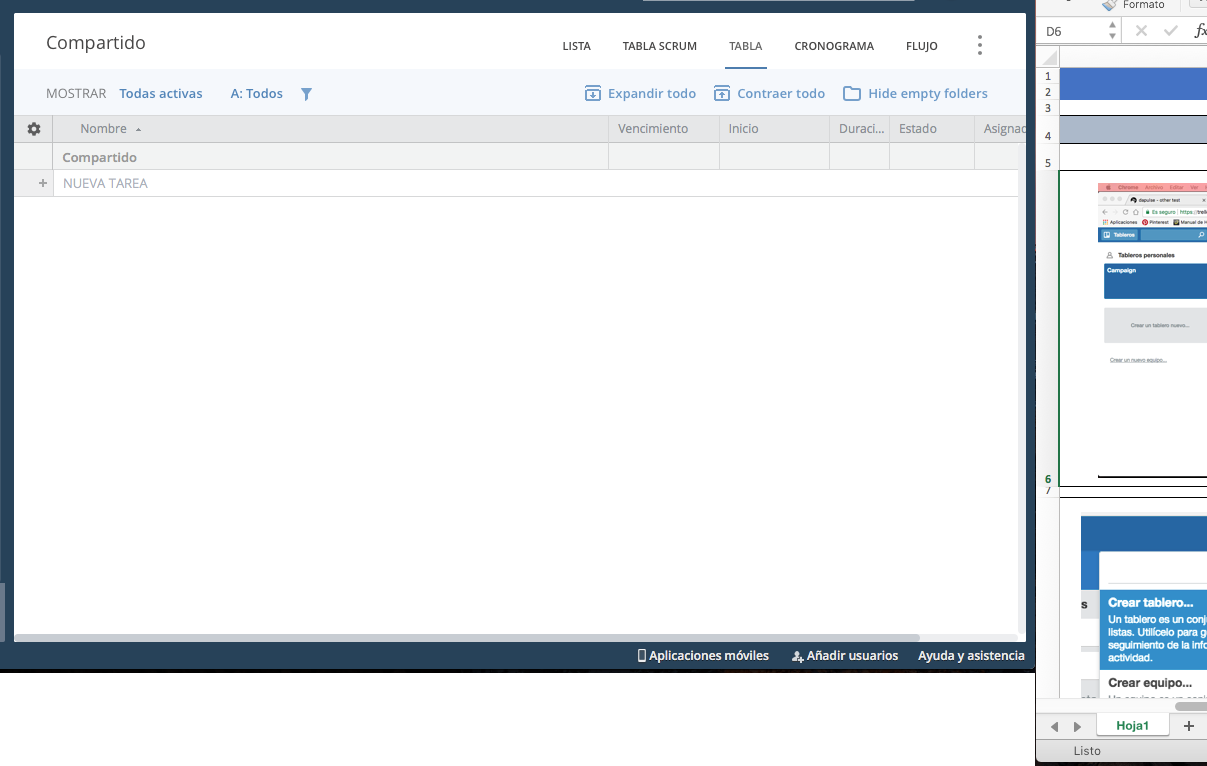 Compartido
LISTA TABLA SCRUM TABLA CRONOGRAMA FLUJO
MOSTRAR Todas activas A: Todos Expandir todo Contraer todo Hide empty folders
Nombre Vencimiento Inicio Duraci... Estado Asignac
Compartido
+ NUEVA TAREA
Aplicaciones móviles Añadir usuarios Ayuda y asistencia
Formato
D6 fx
1
2
3
4
5
Chrome Archivo Editar Ver
dapulse - other test
Es seguro https://trell
Aplicaciones Pinterest Manual de H
Tableros
Tableros personales
Campaign
Crear un tablero nuevo...
Crear un nuevo equipo...
6
7
s
Crear tablero...
Un tablero es un conj
listas. Utilícelo para g
seguimiento de la info
actividad.
Crear equipo...
Hoja1 +
Listo